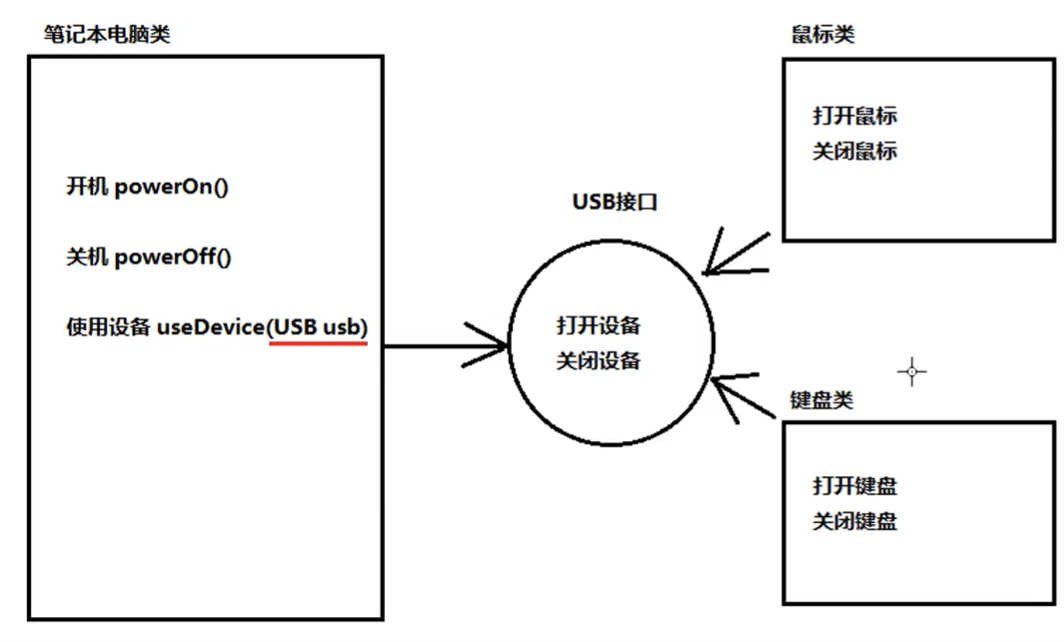 笔记本电脑类
开机 powerOn()
关机 powerOff()
使用设备 useDevice(USB usb)
USB接口
打开设备
关闭设备
鼠标类
打开鼠标
关闭鼠标
键盘类
打开键盘
关闭键盘